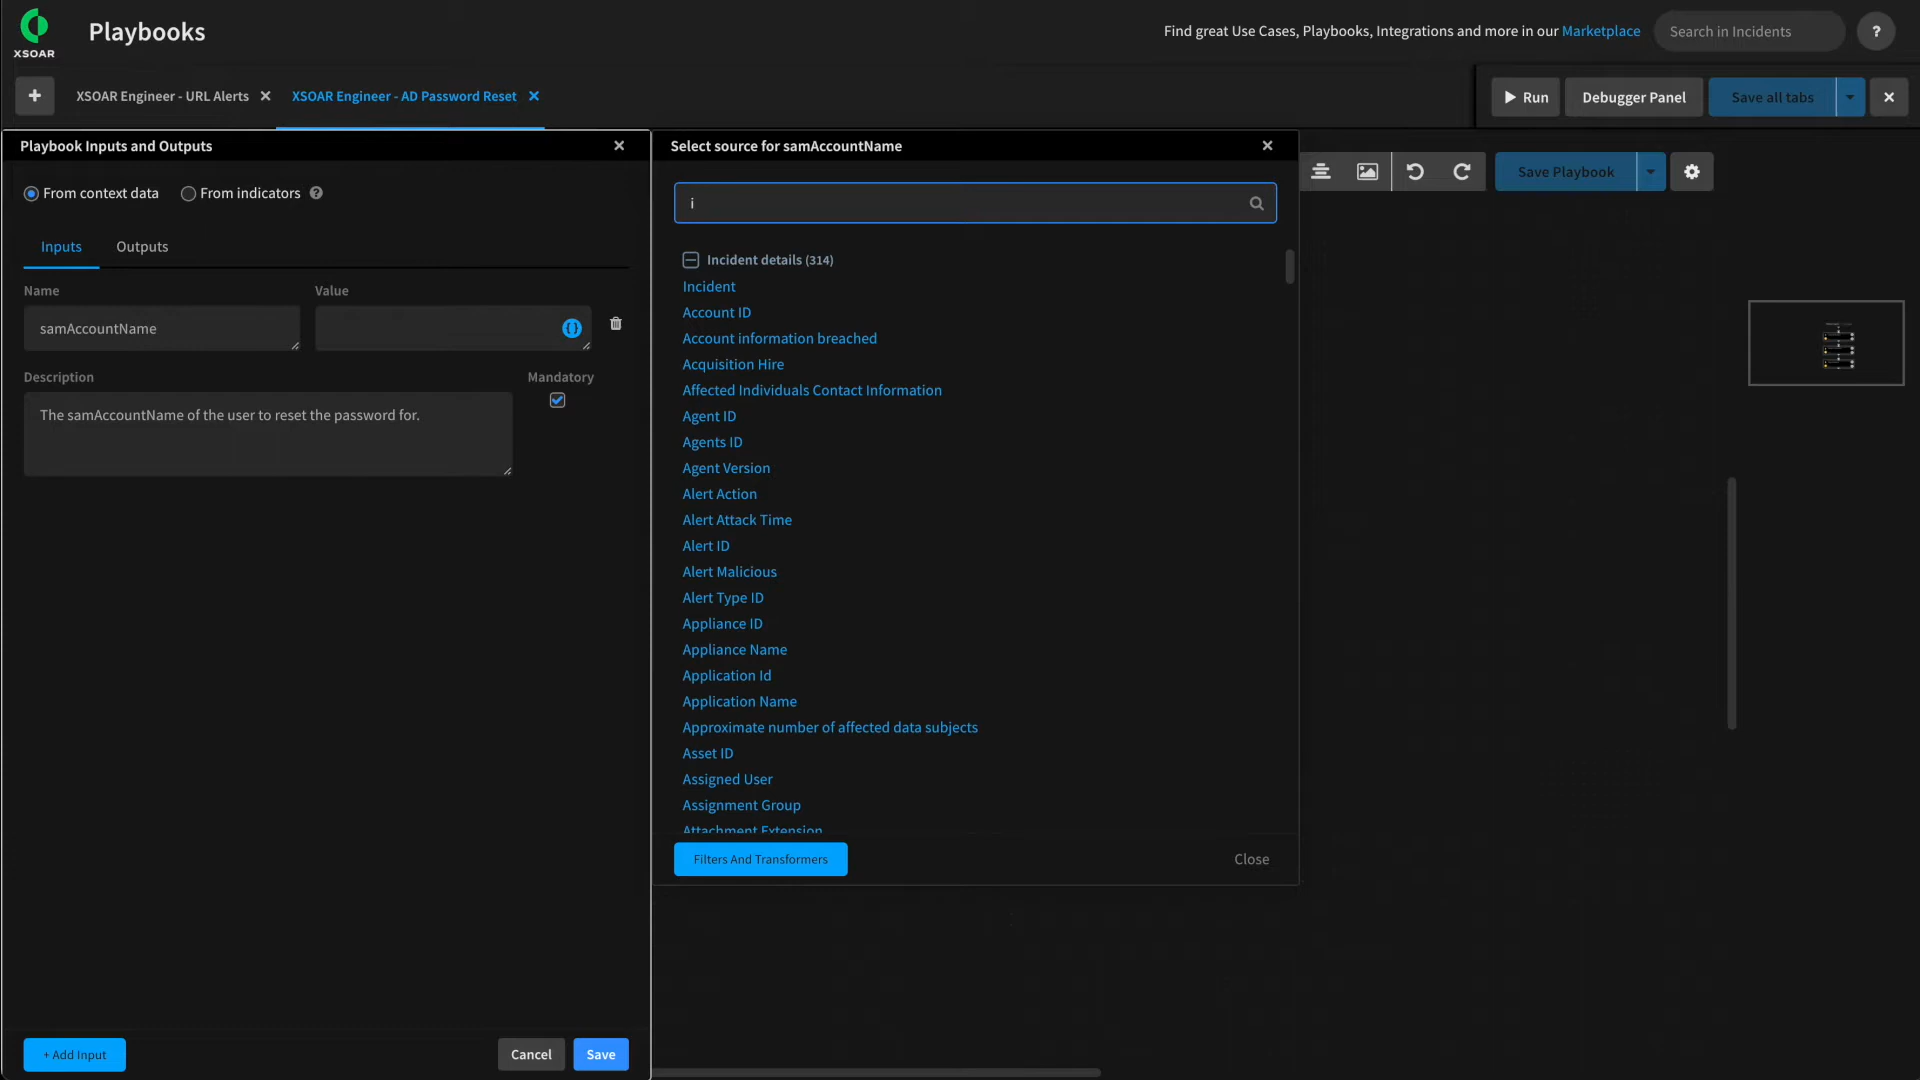 XSOAR
Playbooks
Find great Use Cases, Playbooks, Integrations and more in our Marketplace
Search in Incidents
?
+
XSOAR Engineer - URL Alerts
XSOAR Engineer - AD Password Reset
Run
Debugger Panel
Save all tabs
Playbook Inputs and Outputs
From context data
From indicators
?
Inputs
Outputs
Name
Value
samAccountName
Description
Mandatory
The samAccountName of the user to reset the password for.
+ Add Input
Cancel
Save
Select source for samAccountName
i
Incident details (314)
Incident
Account ID
Account information breached
Acquisition Hire
Affected Individuals Contact Information
Agent ID
Agents ID
Agent Version
Alert Action
Alert Attack Time
Alert ID
Alert Malicious
Alert Type ID
Appliance ID
Appliance Name
Application Id
Application Name
Approximate number of affected data subjects
Asset ID
Assigned User
Assignment Group
Attachment Extension
Filters And Transformers
Close
Save Playbook